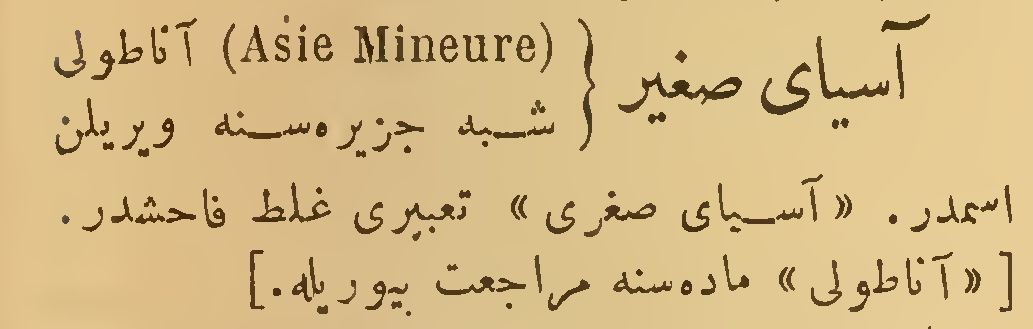 آسیای صغیر { (Asie Mineure) آناطولی
شبه جزیره‌سنه ویریلن
اسمدر. «آسیای صغری» تعبیری غلط فاحشدر.
[«آناطولی» ماده‌سنه مراجعت بیوریله.]